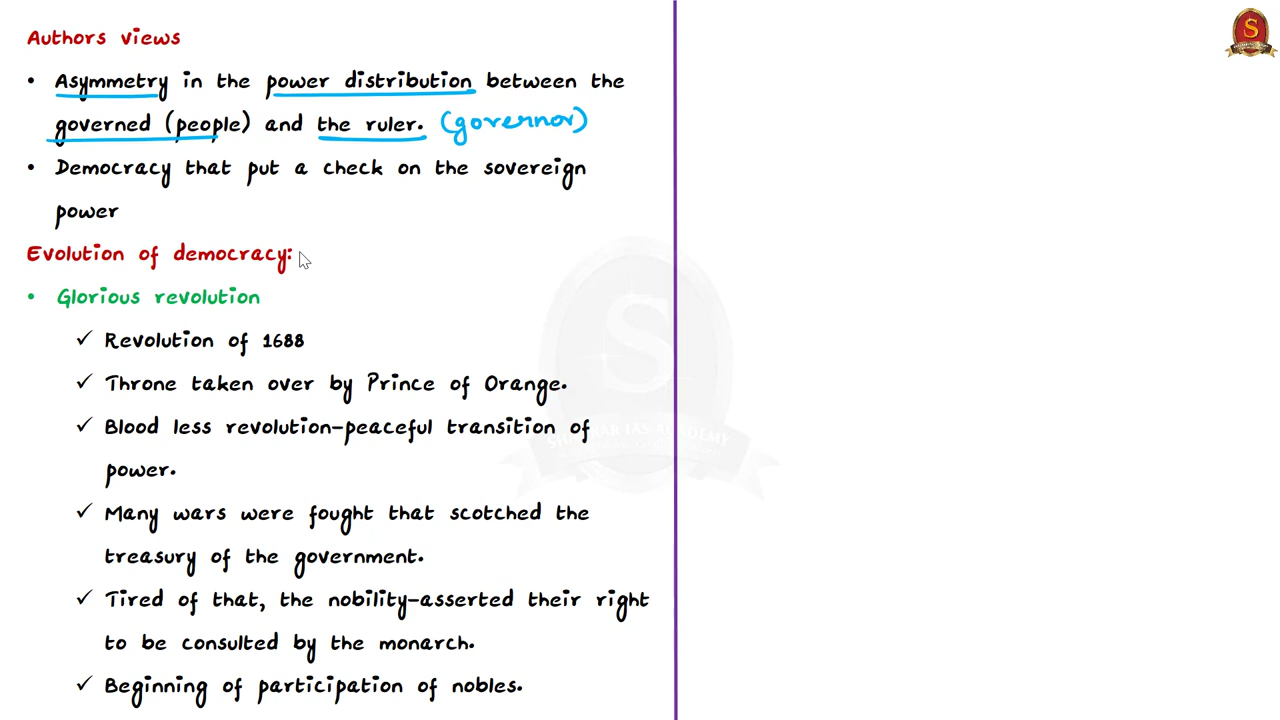 Authors views
• Asymmetry in the power distribution between the
governed (people) and the ruler. (governor)
• Democracy that put a check on the sovereign
power
Evolution of democracy:
• Glorious revolution
✓ Revolution of 1688
✓ Throne taken over by Prince of Orange.
✓ Blood less revolution-peaceful transition of
power.
✓ Many wars were fought that scotched the
treasury of the government.
✓ Tired of that, the nobility-asserted their right
to be consulted by the monarch.
✓ Beginning of participation of nobles.
S
SHANKAR IAS ACADEMY